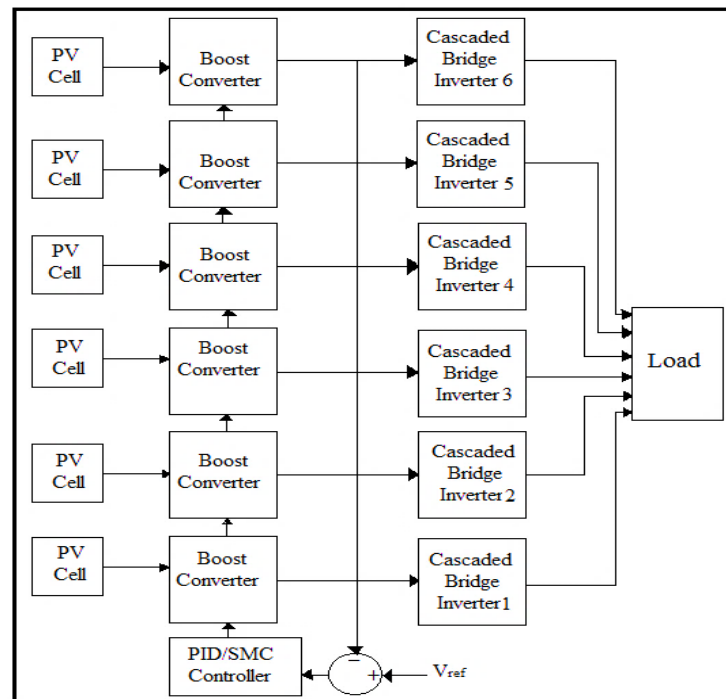 PV
Cell
Boost
Converter
Cascaded
Bridge
Inverter 6
PV
Cell
Boost
Converter
Cascaded
Bridge
Inverter 5
PV
Cell
Boost
Converter
Cascaded
Bridge
Inverter 4
PV
Cell
Boost
Converter
Cascaded
Bridge
Inverter 3
Load
PV
Cell
Boost
Converter
Cascaded
Bridge
Inverter 2
PV
Cell
Boost
Converter
Cascaded
Bridge
Inverter 1
PID/SMC
Controller
−
+
Vref